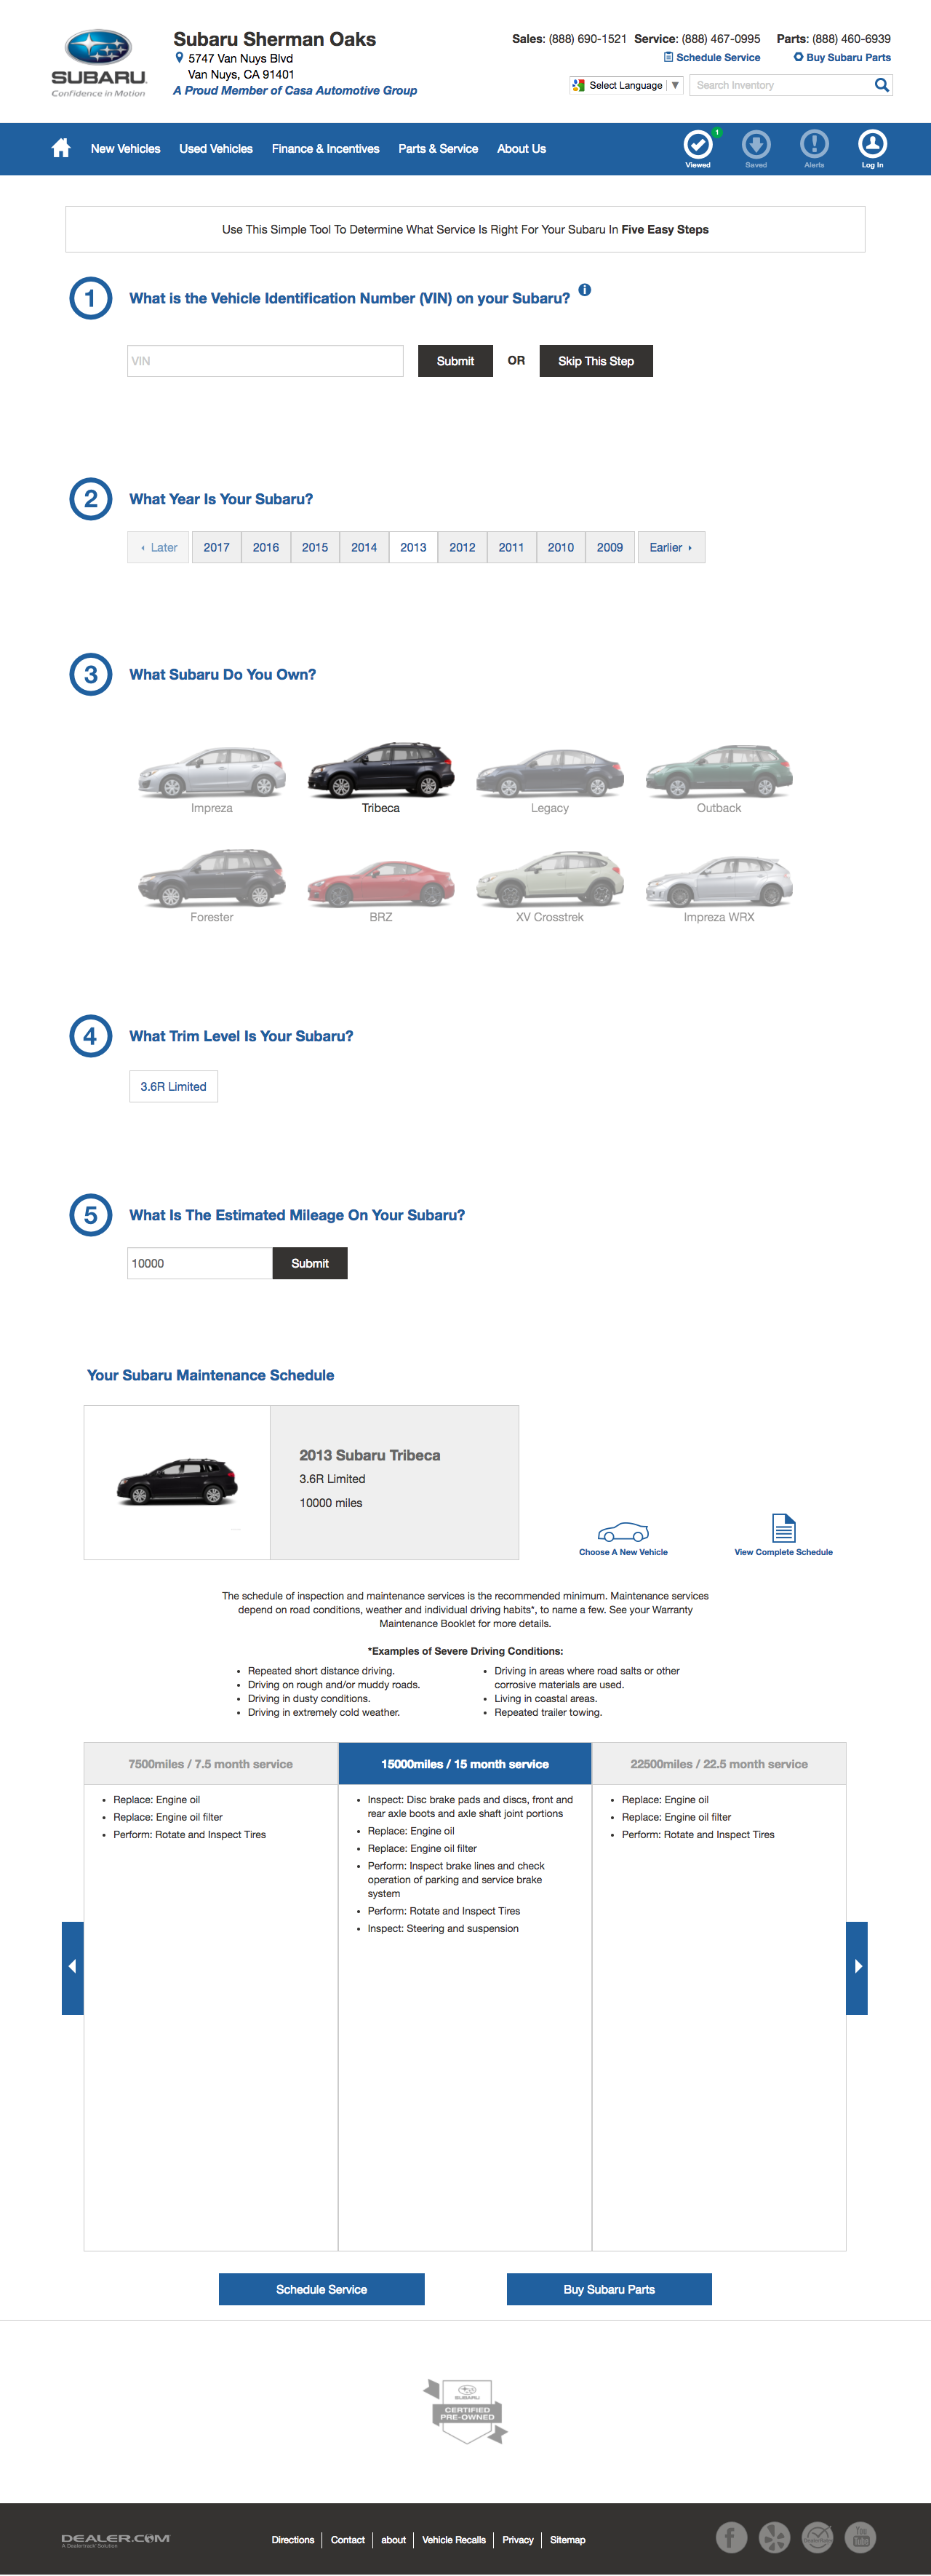 SUBARU
Confidence in Motion
Subaru Sherman Oaks
5747 Van Nuys Blvd
Van Nuys, CA 91401
A Proud Member of Casa Automotive Group
Sales: (888) 690-1521 Service: (888) 467-0995 Parts: (888) 460-6939
Schedule Service Buy Subaru Parts
Select Language ▼ Search Inventory
New Vehicles Used Vehicles Finance & Incentives Parts & Service About Us
1
Viewed Saved Alerts Log In
Use This Simple Tool To Determine What Service Is Right For Your Subaru In Five Easy Steps
1 What is the Vehicle Identification Number (VIN) on your Subaru?
VIN Submit OR Skip This Step
2 What Year Is Your Subaru?
Later 2017 2016 2015 2014 2013 2012 2011 2010 2009 Earlier
3 What Subaru Do You Own?
Impreza Tribeca Legacy Outback
Forester BRZ XV Crosstrek Impreza WRX
4 What Trim Level Is Your Subaru?
3.6R Limited
5 What Is The Estimated Mileage On Your Subaru?
10000 Submit
Your Subaru Maintenance Schedule
2013 Subaru Tribeca
3.6R Limited
10000 miles
Choose A New Vehicle View Complete Schedule
The schedule of inspection and maintenance services is the recommended minimum. Maintenance services
depend on road conditions, weather and individual driving habits*, to name a few. See your Warranty
Maintenance Booklet for more details.
*Examples of Severe Driving Conditions:
• Repeated short distance driving.
• Driving on rough and/or muddy roads.
• Driving in dusty conditions.
• Driving in extremely cold weather.
• Driving in areas where road salts or other
corrosive materials are used.
• Living in coastal areas.
• Repeated trailer towing.
7500miles / 7.5 month service
• Replace: Engine oil
• Replace: Engine oil filter
• Perform: Rotate and Inspect Tires
15000miles / 15 month service
• Inspect: Disc brake pads and discs, front and
rear axle boots and axle shaft joint portions
• Replace: Engine oil
• Replace: Engine oil filter
• Perform: Inspect brake lines and check
operation of parking and service brake
system
• Perform: Rotate and Inspect Tires
• Inspect: Steering and suspension
22500miles / 22.5 month service
• Replace: Engine oil
• Replace: Engine oil filter
• Perform: Rotate and Inspect Tires
Schedule Service Buy Subaru Parts
SUBARU
CERTIFIED
PRE-OWNED
DEALER.COM
A Dealertrack Solution
Directions Contact about Vehicle Recalls Privacy Sitemap
You
Tube